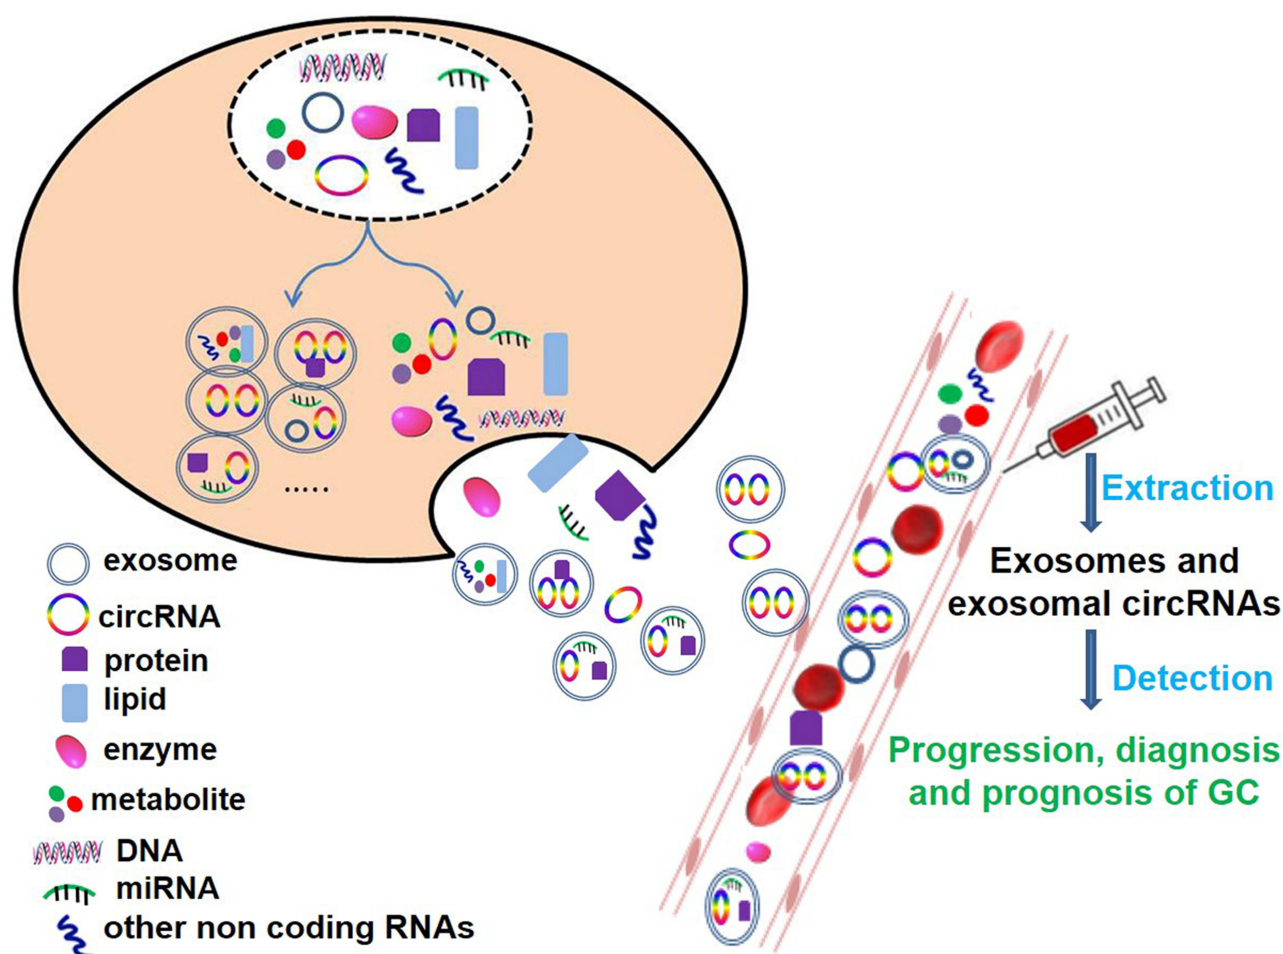 exosome
circRNA
protein
lipid
enzyme
metabolite
DNA
miRNA
other non coding RNAs
.....
Extraction
Exosomes and
exosomal circRNAs
Detection
Progression, diagnosis
and prognosis of GC